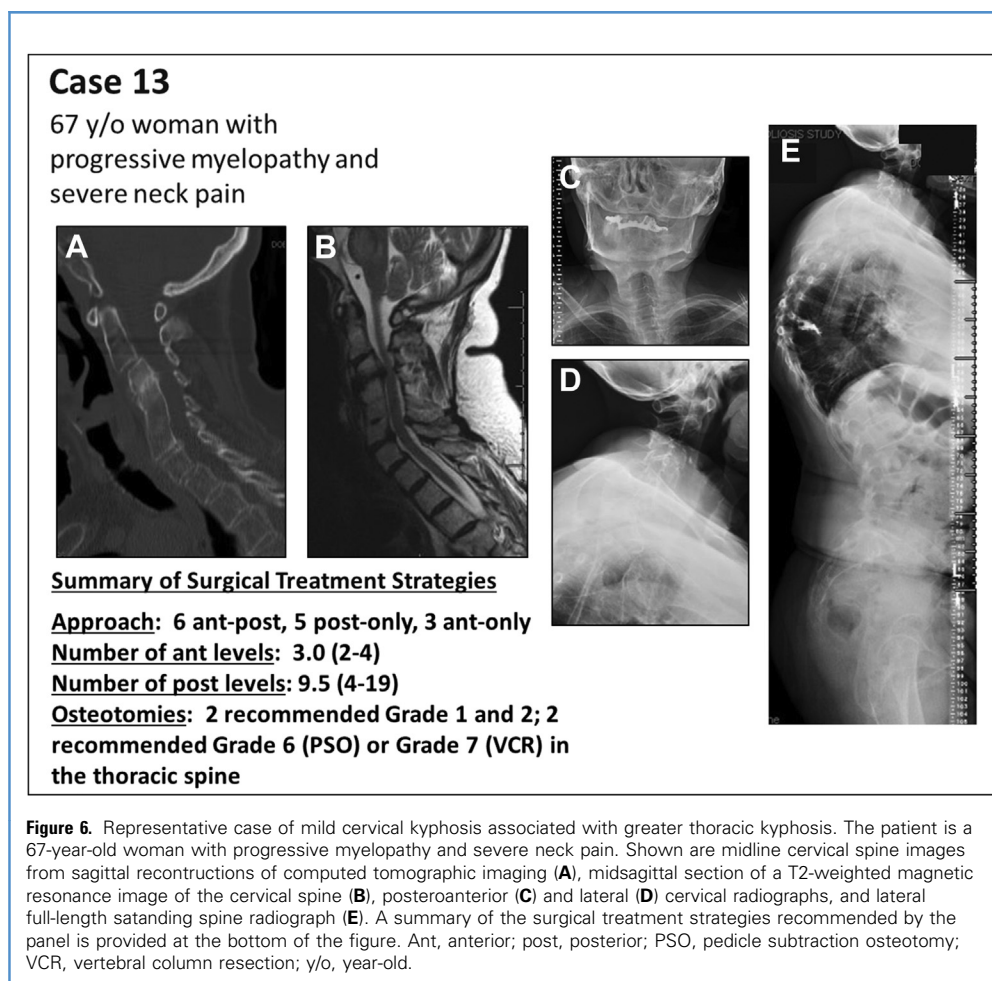 Case 13
67 y/o woman with
progressive myelopathy and
severe neck pain
A
B
C
D
E
OLIOSIS STUDY
Summary of Surgical Treatment Strategies
Approach: 6 ant-post, 5 post-only, 3 ant-only
Number of ant levels: 3.0 (2-4)
Number of post levels: 9.5 (4-19)
Osteotomies: 2 recommended Grade 1 and 2; 2
recommended Grade 6 (PSO) or Grade 7 (VCR) in
the thoracic spine
Figure 6. Representative case of mild cervical kyphosis associated with greater thoracic kyphosis. The patient is a
67-year-old woman with progressive myelopathy and severe neck pain. Shown are midline cervical spine images
from sagittal recontructions of computed tomographic imaging (A), midsagittal section of a T2-weighted magnetic
resonance image of the cervical spine (B), posteroanterior (C) and lateral (D) cervical radiographs, and lateral
full-length satanding spine radiograph (E). A summary of the surgical treatment strategies recommended by the
panel is provided at the bottom of the figure. Ant, anterior; post, posterior; PSO, pedicle subtraction osteotomy;
VCR, vertebral column resection; y/o, year-old.